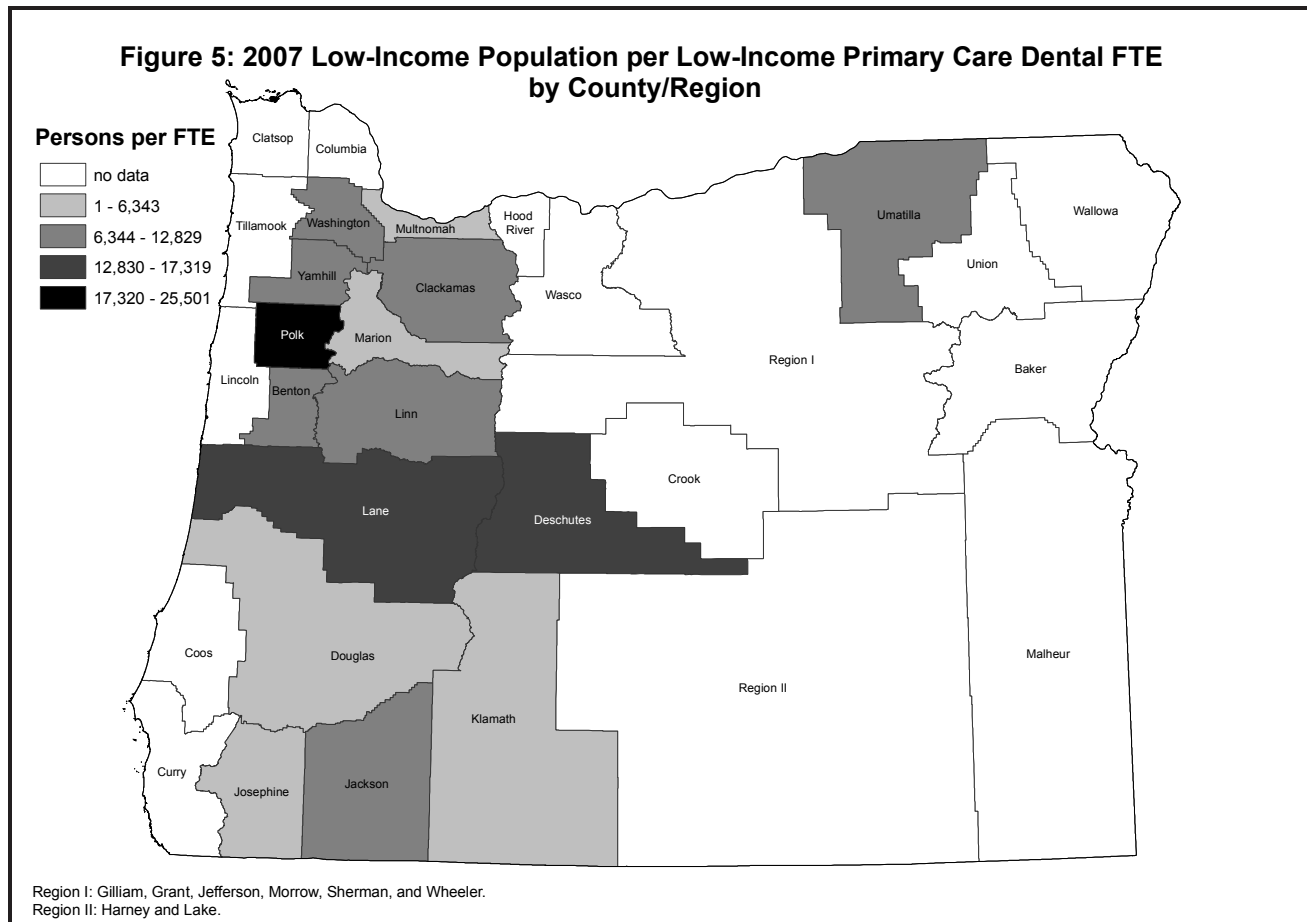 Figure 5: 2007 Low-Income Population per Low-Income Primary Care Dental FTE
by County/Region
Persons per FTE
no data
1 - 6,343
6,344 - 12,829
12,830 - 17,319
17,320 - 25,501
Clatsop
Columbia
Tillamook
Washington
Multnomah
Hood
River
Umatilla
Wallowa
Yamhill
Clackamas
Wasco
Union
Polk
Marion
Region I
Baker
Lincoln
Benton
Linn
Crook
Lane
Deschutes
Coos
Douglas
Malheur
Region II
Klamath
Curry
Josephine
Jackson
Region I: Gilliam, Grant, Jefferson, Morrow, Sherman, and Wheeler.
Region II: Harney and Lake.